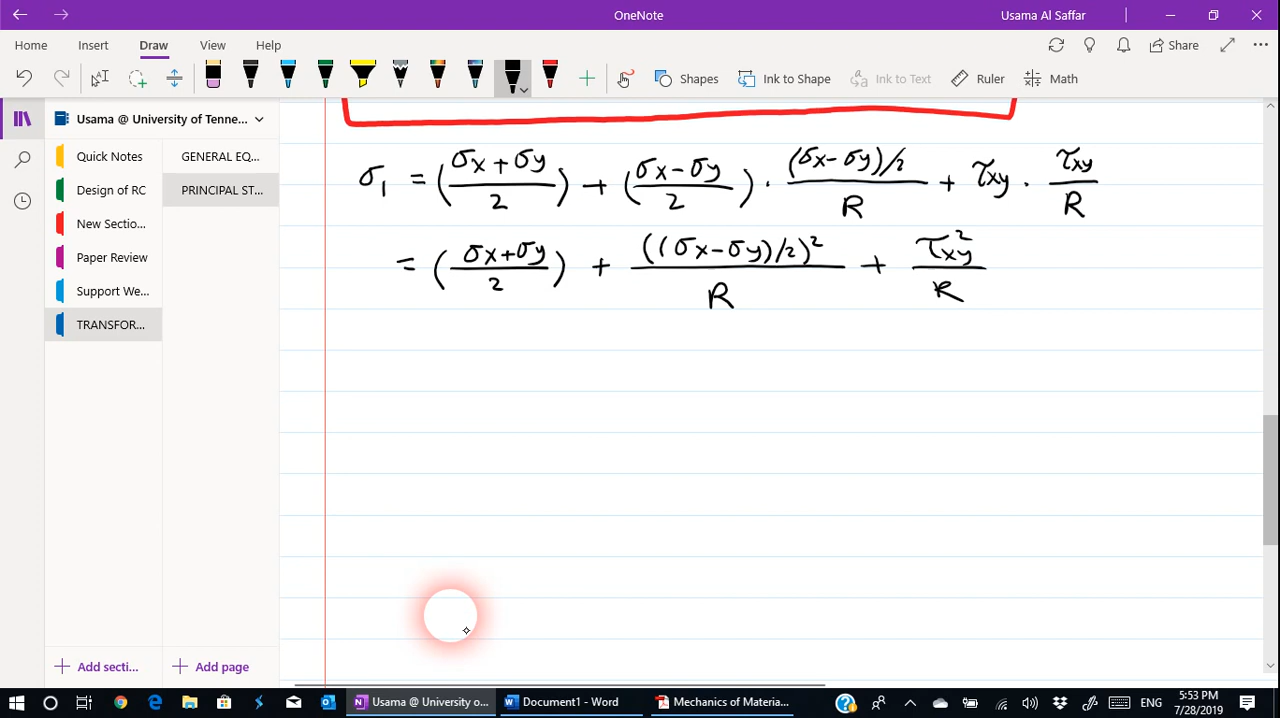 OneNote
Usama Al Saffar
Home Insert Draw View Help
Share
Shapes Ink to Shape Ink to Text Ruler Math
Usama @ University of Tenne...
Quick Notes
Design of RC
New Sectio...
Paper Review
Support We...
TRANSFOR...
GENERAL EQ...
PRINCIPAL ST...
σ1 = (σx+σy / 2) + (σx-σy / 2) · (σx-σy)/2 / R + τxy · τxy / R
= (σx+σy / 2) + ((σx-σy)/2)² / R + τxy² / R
+ Add secti... + Add page
Usama @ University o... Document1 - Word Mechanics of Materia...
ENG
5:53 PM
7/28/2019